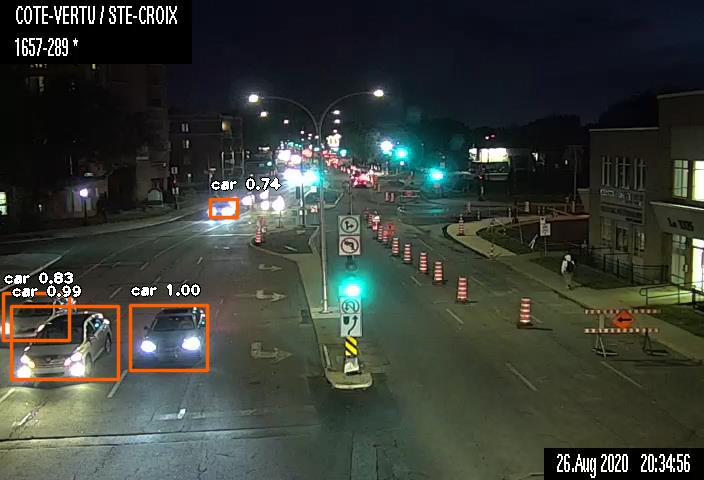 COTE-VERTU / STE-CROIX
1657-289 *
car 0.74
car 0.83
car 0.99
car 1.00
26.Aug 2020 20:34:56